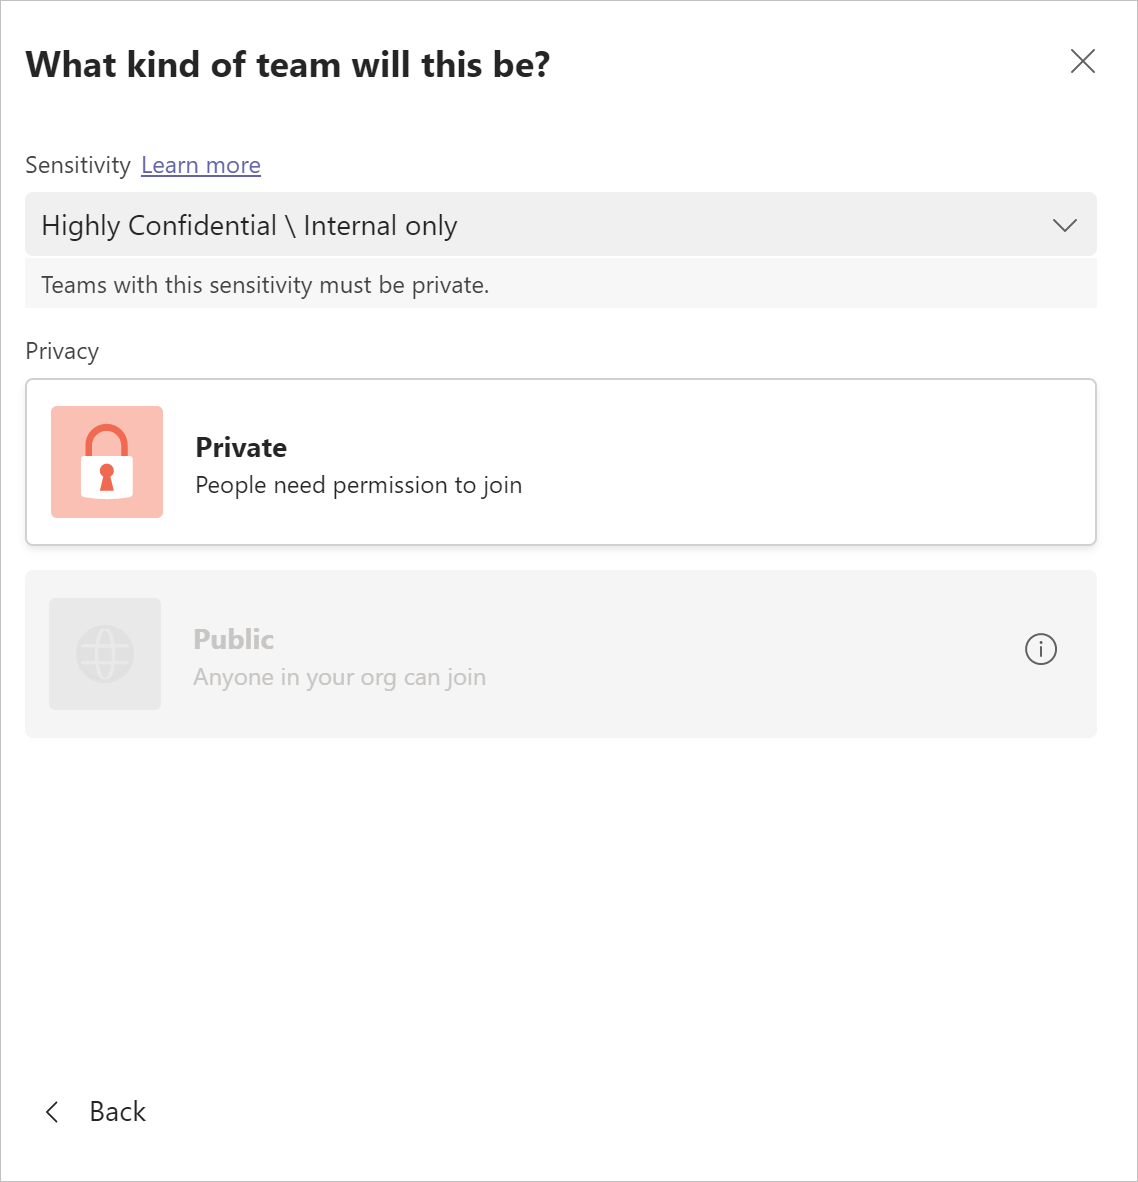 What kind of team will this be?
Sensitivity Learn more
Highly Confidential \ Internal only
Teams with this sensitivity must be private.
Privacy
Private
People need permission to join
Public
Anyone in your org can join
Back